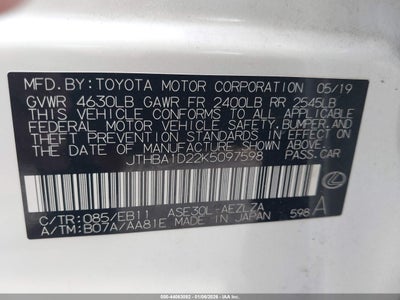 MFD.BY:TOYOTA MOTOR CORPORATION 05/19
GVWR 4630LB GAWR FR 2400LB RR 2545LB
THIS VEHICLE CONFORMS TO ALL APPLICABLE
FEDERAL MOTOR VEHICLE SAFETY, BUMPER, AND
THEFT PREVENTION STANDARDS IN EFFECT ON
THE DATE OF MANUFACTURE SHOWN ABOVE.
JTHBA1D22K5097598 PASS.CAR
C/TR:085/EB11 ASE30L-AEZLZA
A/TM:B07A/AA81E MADE IN JAPAN 598 A